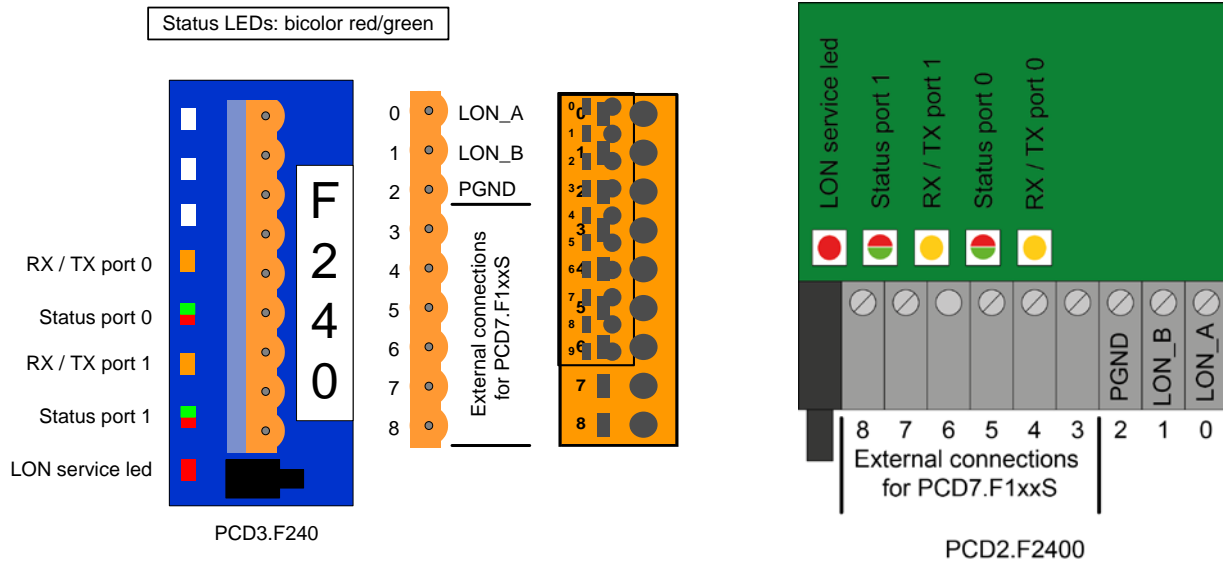 Status LEDs: bicolor red/green
RX / TX port 0
Status port 0
RX / TX port 1
Status port 1
LON service led
F
2
4
0
PCD3.F240
0 LON_A
1 LON_B
2 PGND
3
4
5
6
7
8
External connections
for PCD7.F1xxS
0
0
1
1
2
3
2
4
3
5
6 4
7
5
8
9
6
7
8
LON service led
Status port 1
RX / TX port 1
Status port 0
RX / TX port 0
PGND
LON_B
LON_A
8 7 6 5 4 3 2 1 0
External connections
for PCD7.F1xxS
PCD2.F2400